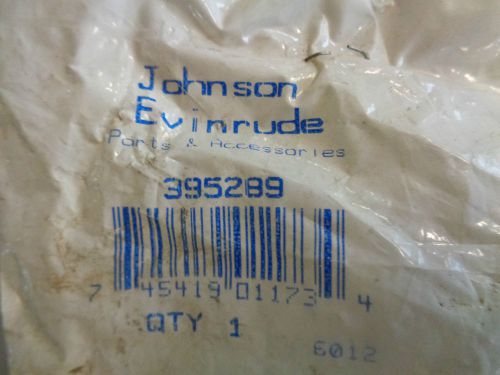 Johnson
Evinrude
Parts & Accessories
395289
7 45419 01173 4
QTY 1
6012